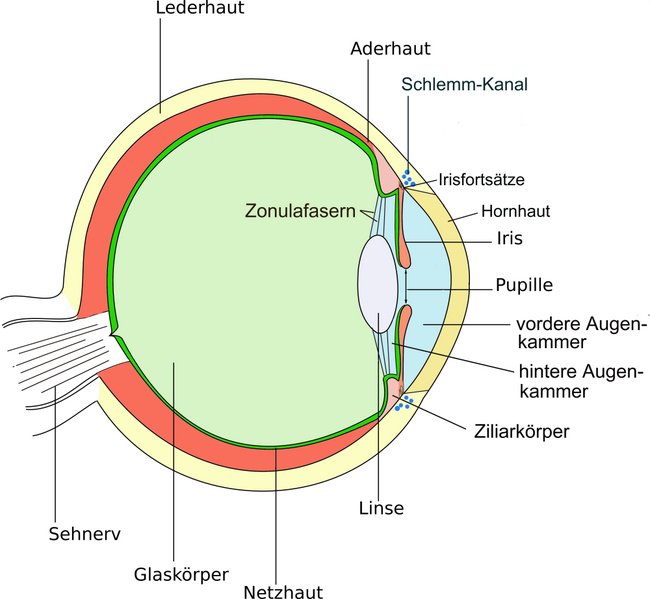 Lederhaut
Aderhaut
Schlemm-Kanal
Irisfortsätze
Zonulafasern
Hornhaut
Iris
Pupille
vordere Augen-
kammer
hintere Augen-
kammer
Ziliarkörper
Linse
Sehnerv
Glaskörper
Netzhaut